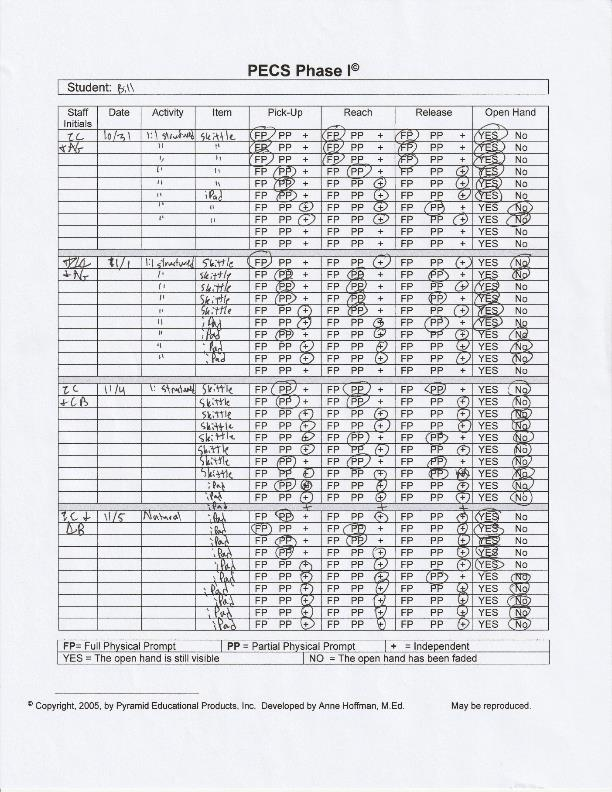 PECS Phase I©
Student: Bill
Staff Initials Date Activity Item Pick-Up Reach Release Open Hand
10/31 1:1 structured Skittle FP PP + FP PP + FP PP + YES No
" " FP PP + FP PP + FP PP + YES No
" " FP PP + FP PP + FP PP + YES No
" " FP PP + FP PP + FP PP + YES No
" " FP PP + FP PP + FP PP + YES No
" iPad FP PP + FP PP + FP PP + YES No
" " FP PP + FP PP + FP PP + YES No
" " FP PP + FP PP + FP PP + YES No
FP PP + FP PP + FP PP + YES No
FP PP + FP PP + FP PP + YES No
11/1 1:1 structured Skittle FP PP + FP PP + FP PP + YES No
" Skittle FP PP + FP PP + FP PP + YES No
" Skittle FP PP + FP PP + FP PP + YES No
" Skittle FP PP + FP PP + FP PP + YES No
" Skittle FP PP + FP PP + FP PP + YES No
" iPad FP PP + FP PP + FP PP + YES No
" iPad FP PP + FP PP + FP PP + YES No
" iPad FP PP + FP PP + FP PP + YES No
" iPad FP PP + FP PP + FP PP + YES No
FP PP + FP PP + FP PP + YES No
11/4 1: structured Skittle FP PP + FP PP + FP PP + YES No
Skittle FP PP + FP PP + FP PP + YES No
Skittle FP PP + FP PP + FP PP + YES No
Skittle FP PP + FP PP + FP PP + YES No
Skittle FP PP + FP PP + FP PP + YES No
Skittle FP PP + FP PP + FP PP + YES No
Skittle FP PP + FP PP + FP PP + YES No
Skittle FP PP + FP PP + FP PP + YES No
iPad FP PP + FP PP + FP PP + YES No
iPad FP PP + FP PP + FP PP + YES No
iPad + + +
11/5 Natural iPad FP PP + FP PP + FP PP + YES No
iPad FP PP + FP PP + FP PP + YES No
iPad FP PP + FP PP + FP PP + YES No
iPad FP PP + FP PP + FP PP + YES No
iPad FP PP + FP PP + FP PP + YES No
iPad FP PP + FP PP + FP PP + YES No
iPad FP PP + FP PP + FP PP + YES No
iPad FP PP + FP PP + FP PP + YES No
iPad FP PP + FP PP + FP PP + YES No
iPad FP PP + FP PP + FP PP + YES No
FP= Full Physical Prompt PP = Partial Physical Prompt + = Independent
YES = The open hand is still visible NO = The open hand has been faded
© Copyright, 2005, by Pyramid Educational Products, Inc. Developed by Anne Hoffman, M.Ed. May be reproduced.